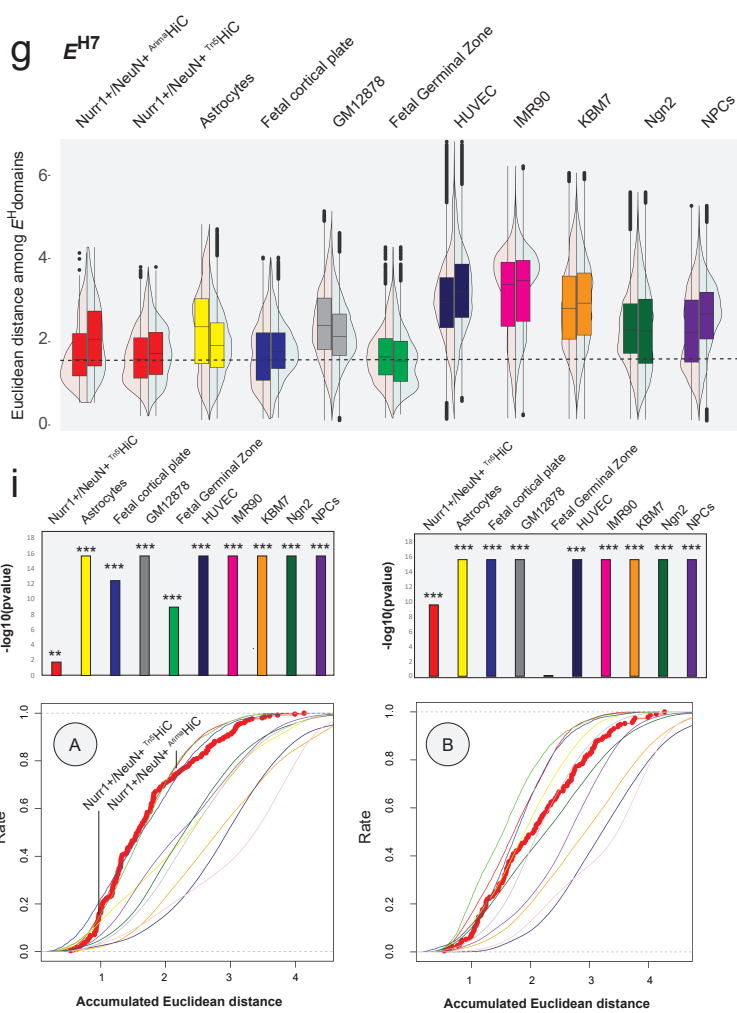 g E^H7
Nurr1+/NeuN+ ArimaHiC
Nurr1+/NeuN+ Tn5HiC
Astrocytes
Fetal cortical plate
GM12878
Fetal Germinal Zone
HUVEC
IMR90
KBM7
Ngn2
NPCs
Euclidean distance among E^H domains
6-
4-
2-
0-
i
Nurr1+/NeuN+ Tn5HiC
Astrocytes
Fetal cortical plate
GM12878
Fetal Germinal Zone
HUVEC
IMR90
KBM7
Ngn2
NPCs
-log10(pvalue)
18
16
14
12
10
8
6
4
2
0
** *** *** *** *** *** *** *** *** ***
Nurr1+/NeuN+ Tn5HiC
Astrocytes
Fetal cortical plate
GM12878
Fetal Germinal Zone
HUVEC
IMR90
KBM7
Ngn2
NPCs
-log10(pvalue)
18
16
14
12
10
8
6
4
2
0
*** *** *** *** *** *** *** *** ***
A
Nurr1+/NeuN+ Tn5HiC
Nurr1+/NeuN+ ArimaHiC
Rate
1.0
0.8
0.6
0.4
0.2
0.0
1 2 3 4
Accumulated Euclidean distance
B
Rate
1.0
0.8
0.6
0.4
0.2
0.0
1 2 3 4
Accumulated Euclidean distance